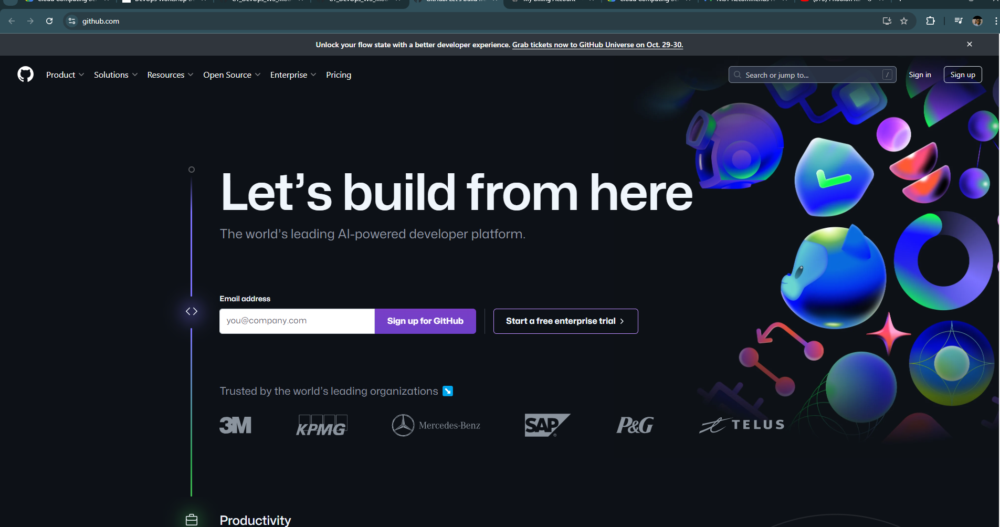 github.com
Unlock your flow state with a better developer experience. Grab tickets now to GitHub Universe on Oct. 29-30.
Product Solutions Resources Open Source Enterprise Pricing
Search or jump to... /
Sign in
Sign up
Let’s build from here
The world’s leading AI-powered developer platform.
Email address
you@company.com
Sign up for GitHub
Start a free enterprise trial
Trusted by the world’s leading organizations
3M
KPMG
Mercedes-Benz
SAP
P&G
TELUS
Productivity